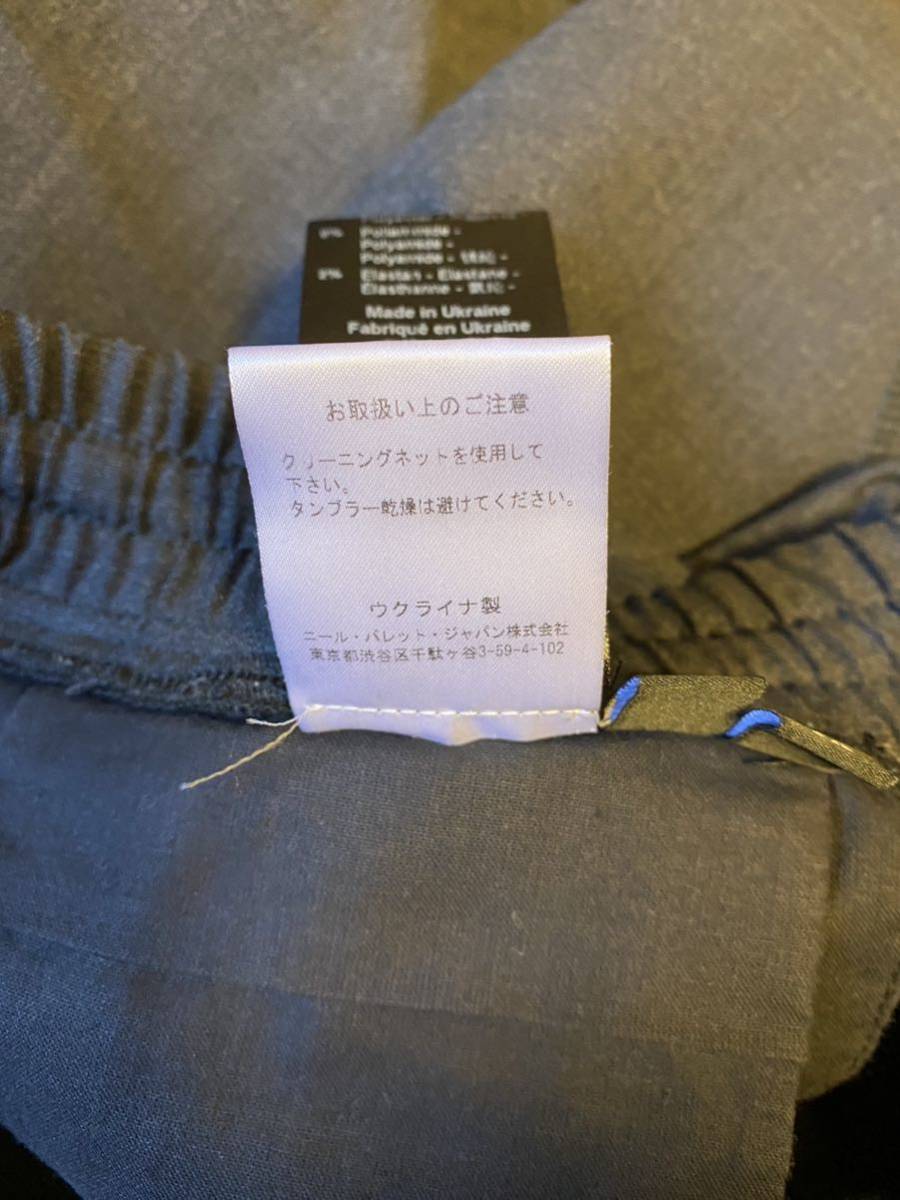 Polyamide -
Polyamide -
5% Elastan - Elastane -
Elasthanne -
Made in Ukraine
Fabriqué en Ukraine
お取扱い上のご注意
クリーニングネットを使用して
下さい。
タンブラー乾燥は避けてください。
ウクライナ製
ニール・バレット・ジャパン株式会社
東京都渋谷区千駄ヶ谷3-59-4-102